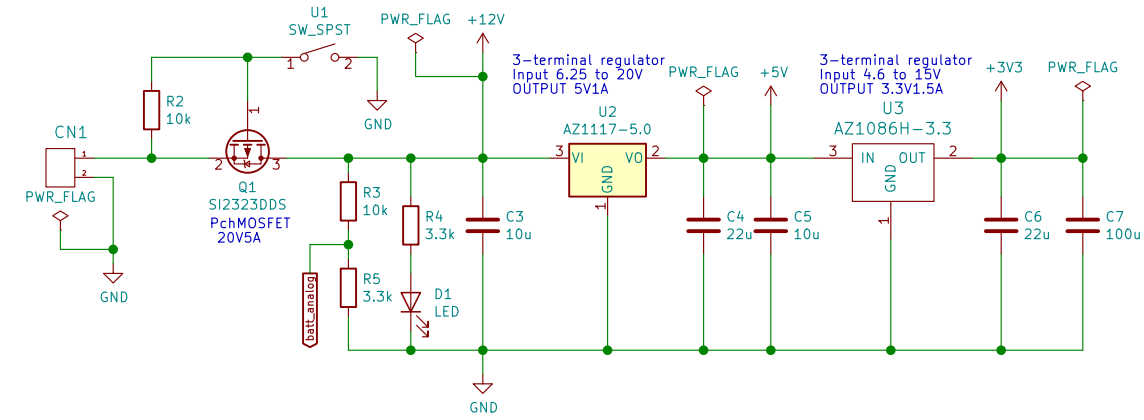 U1
SW_SPST
1
2
GND
PWR_FLAG
+12V
R2
10k
CN1
1
2
PWR_FLAG
GND
1
2
3
Q1
SI2323DDS
PchMOSFET
20V5A
R3
10k
R4
3.3k
R5
3.3k
batt_analog
D1
LED
C3
10u
GND
3-terminal regulator
Input 6.25 to 20V
OUTPUT 5V1A
U2
AZ1117-5.0
3
VI
VO
2
GND
1
PWR_FLAG
+5V
C4
22u
C5
10u
3-terminal regulator
Input 4.6 to 15V
OUTPUT 3.3V1.5A
U3
AZ1086H-3.3
3
IN
OUT
2
GND
1
+3V3
PWR_FLAG
C6
22u
C7
100u